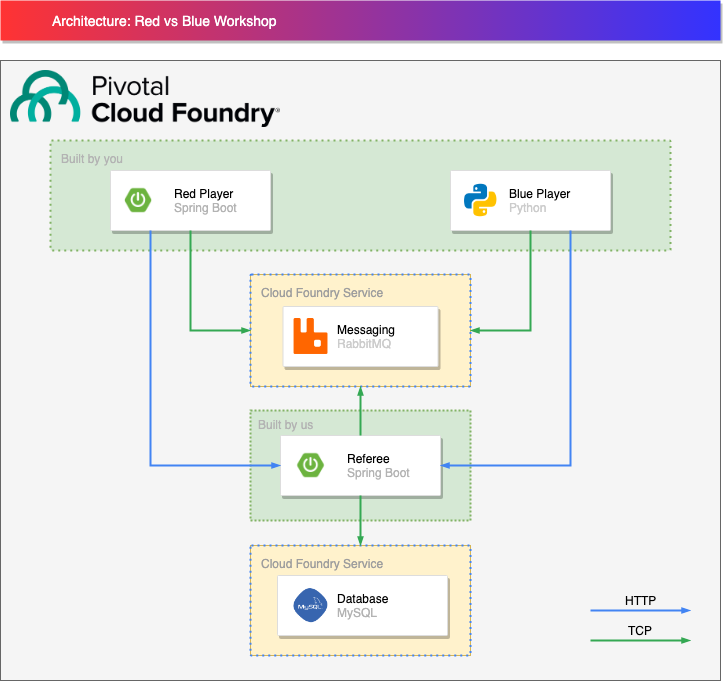 Architecture: Red vs Blue Workshop
Pivotal
Cloud Foundry®
Built by you
Red Player
Spring Boot
Blue Player
Python
Cloud Foundry Service
Messaging
RabbitMQ
Built by us
Referee
Spring Boot
Cloud Foundry Service
Database
MySQL
MySQL
HTTP
TCP